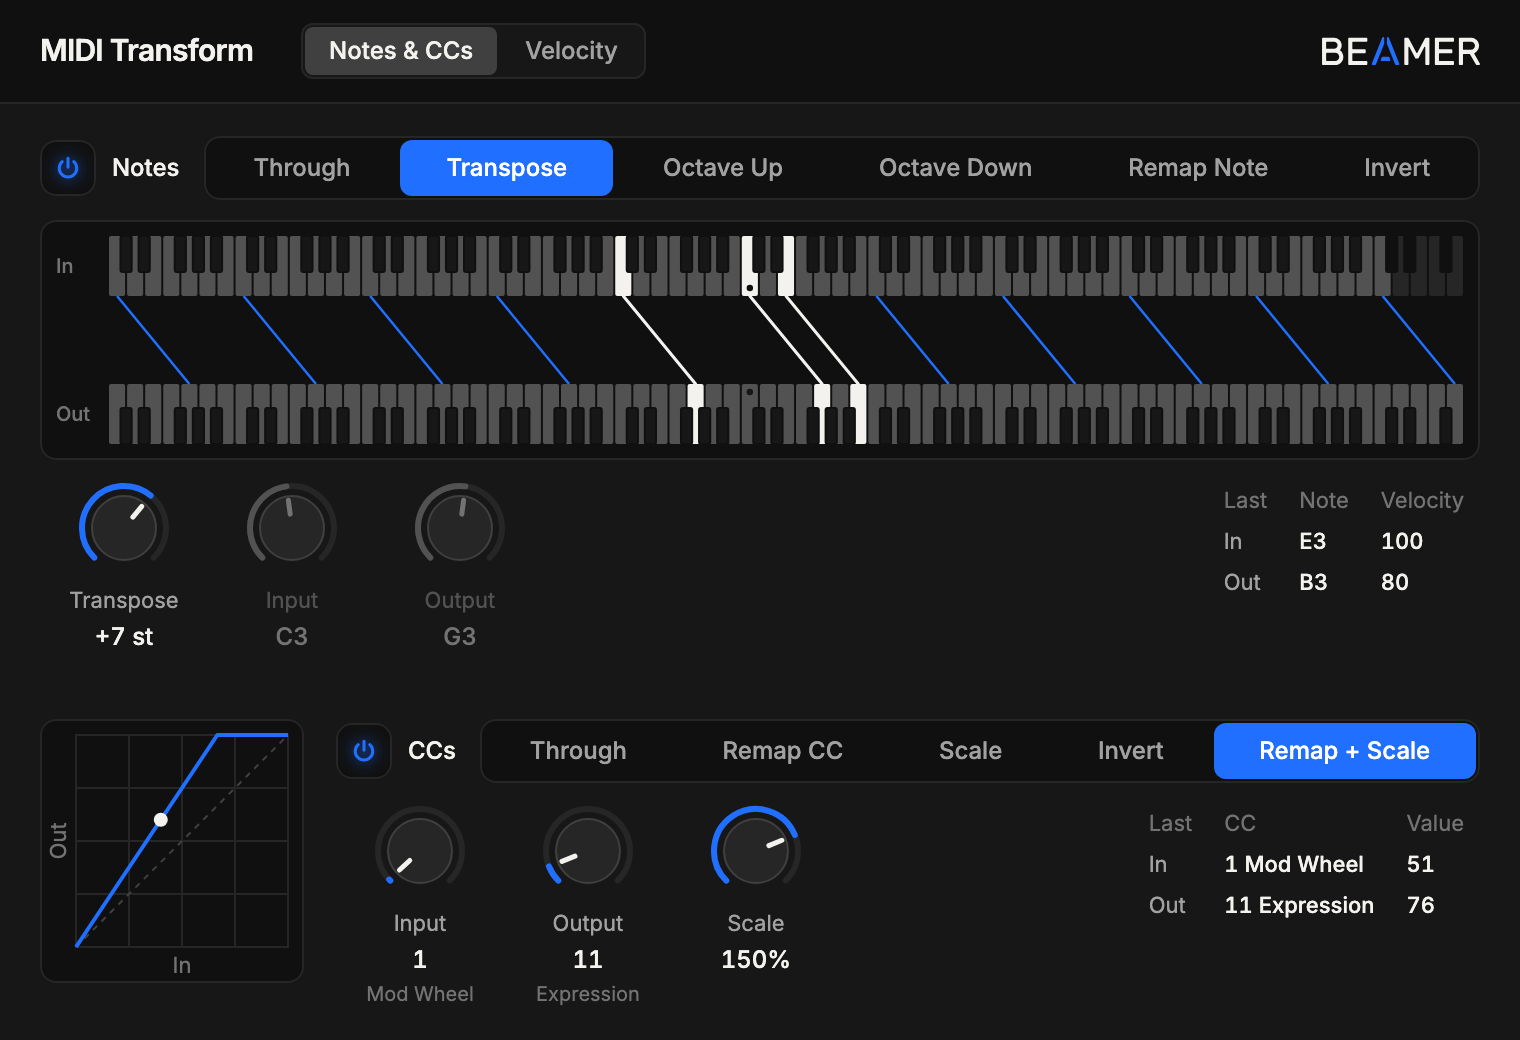 MIDI Transform
Notes & CCs
Velocity
BEAMER
Notes
Through
Transpose
Octave Up
Octave Down
Remap Note
Invert
In
Out
Transpose
+7 st
Input
C3
Output
G3
Last Note Velocity
In E3 100
Out B3 80
Out
In
CCs
Through
Remap CC
Scale
Invert
Remap + Scale
Input
1
Mod Wheel
Output
11
Expression
Scale
150%
Last CC Value
In 1 Mod Wheel 51
Out 11 Expression 76